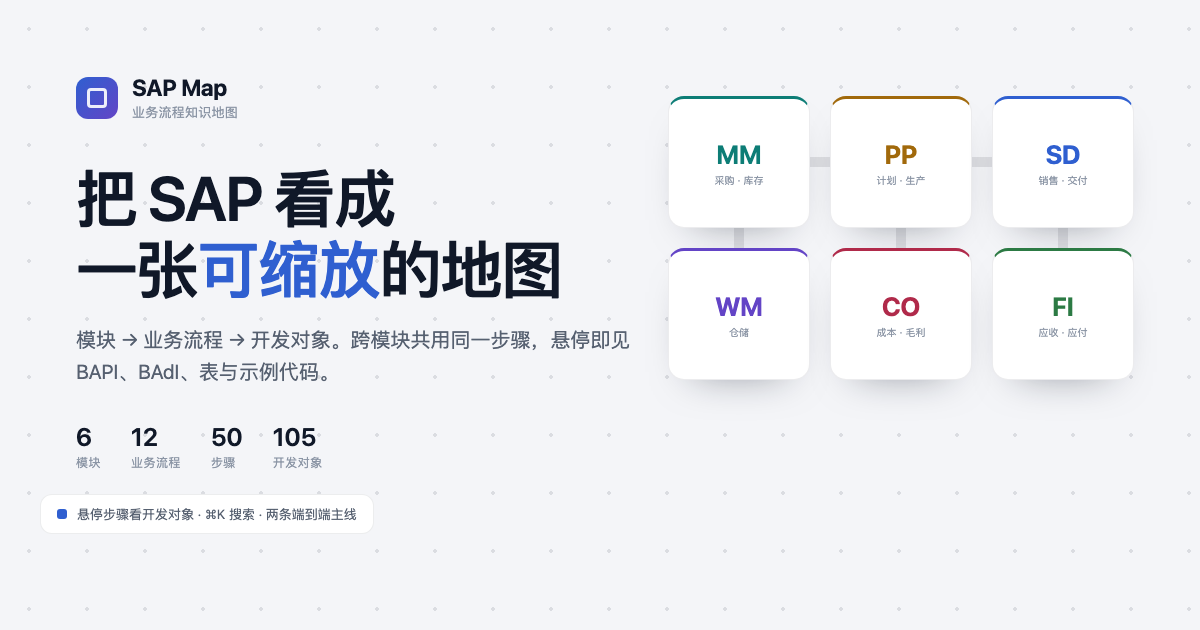 SAP Map
业务流程知识地图
把 SAP 看成
一张可缩放的地图
模块 → 业务流程 → 开发对象。跨模块共用同一步骤，悬停即见
BAPI、BAdI、表与示例代码。
6 12 50 105
模块 业务流程 步骤 开发对象
悬停步骤看开发对象 · ⌘K 搜索 · 两条端到端主线
MM PP SD
采购 · 库存 计划 · 生产 销售 · 交付
WM CO FI
仓储 成本 · 毛利 应收 · 应付